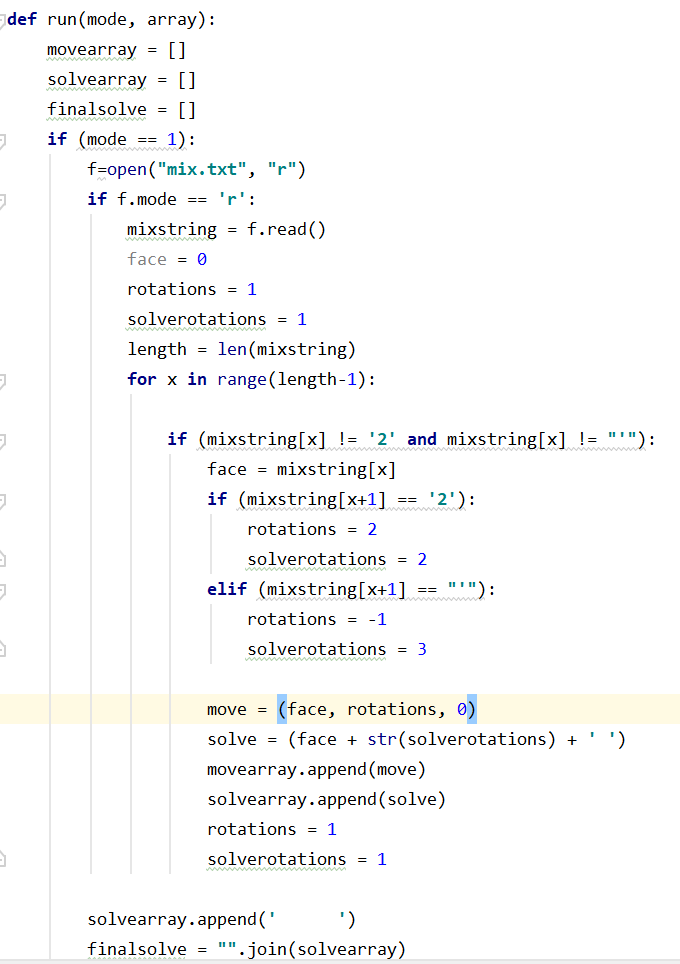 def run(mode, array):
    movearray = []
    solvearray = []
    finalsolve = []
    if (mode == 1):
        f=open("mix.txt", "r")
        if f.mode == 'r':
            mixstring = f.read()
            face = 0
            rotations = 1
            solverotations = 1
            length = len(mixstring)
            for x in range(length-1):
                if (mixstring[x] != '2' and mixstring[x] != "'"):
                    face = mixstring[x]
                    if (mixstring[x+1] == '2'):
                        rotations = 2
                        solverotations = 2
                    elif (mixstring[x+1] == "'"):
                        rotations = -1
                        solverotations = 3
                    move = (face, rotations, 0)
                    solve = (face + str(solverotations) + ' ')
                    movearray.append(move)
                    solvearray.append(solve)
                    rotations = 1
                    solverotations = 1
        solvearray.append('      ')
        finalsolve = "".join(solvearray)